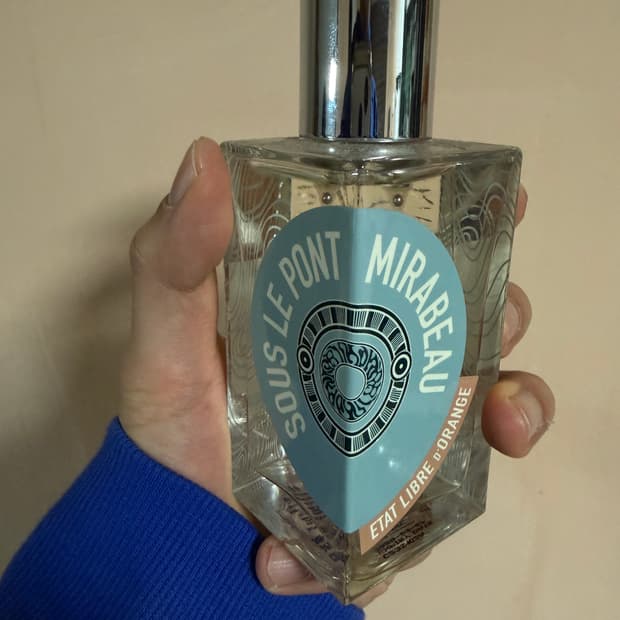 SOUS LE PONT MIRABEAU
ETAT LIBRE D'ORANGE